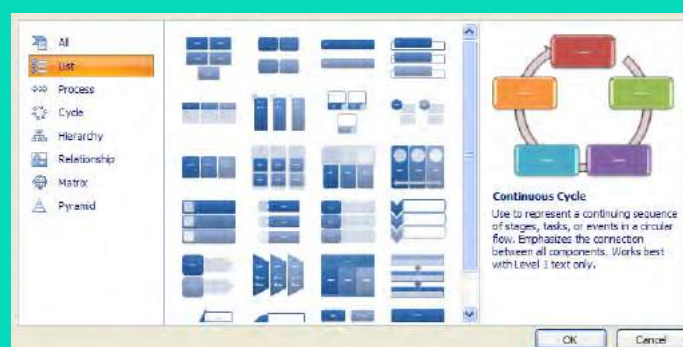 All
List
Process
Cycle
Hierarchy
Relationship
Matrix
Pyramid
Continuous Cycle
Use to represent a continuing sequence
of stages, tasks, or events in a circular
flow. Emphasizes the connection
between all components. Works best
with Level 1 text only.
OK
Cancel